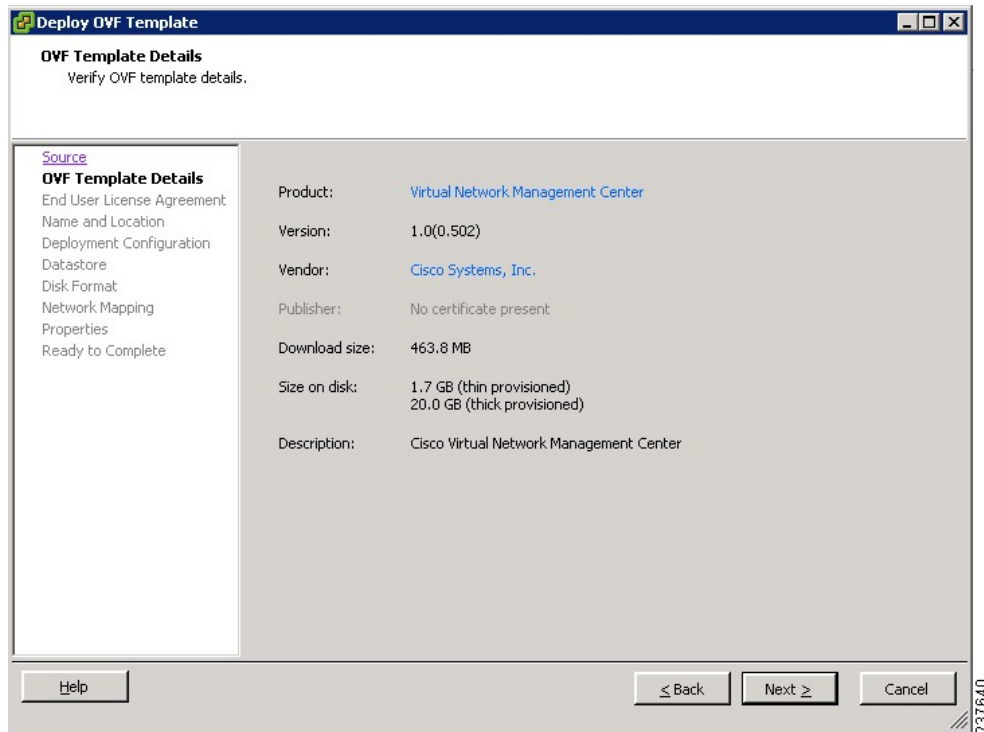 Deploy OVF Template
OVF Template Details
Verify OVF template details.
Source
OVF Template Details
End User License Agreement
Name and Location
Deployment Configuration
Datastore
Disk Format
Network Mapping
Properties
Ready to Complete
Product: Virtual Network Management Center
Version: 1.0(0.502)
Vendor: Cisco Systems, Inc.
Publisher: No certificate present
Download size: 463.8 MB
Size on disk: 1.7 GB (thin provisioned)
20.0 GB (thick provisioned)
Description: Cisco Virtual Network Management Center
Help
≤ Back
Next ≥
Cancel
237640